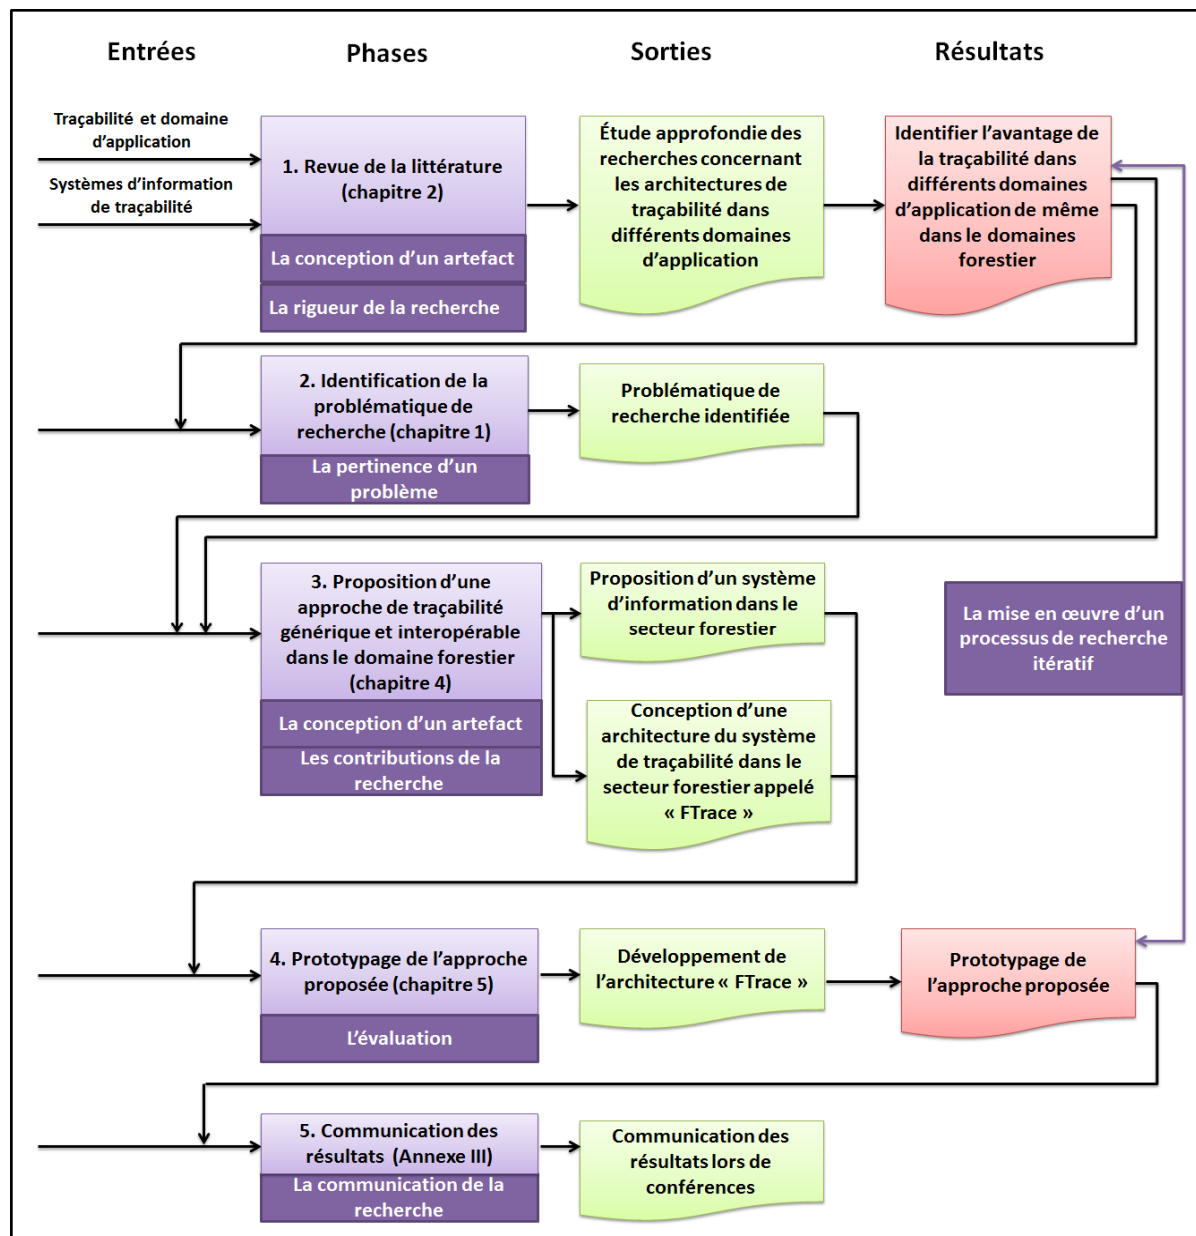 Entrées
Phases
Sorties
Résultats
Traçabilité et domaine
d’application
Systèmes d’information
de traçabilité
1. Revue de la littérature
(chapitre 2)
La conception d’un artefact
La rigueur de la recherche
Étude approfondie des
recherches concernant
les architectures de
traçabilité dans
différents domaines
d’application
Identifier l’avantage de
la traçabilité dans
différents domaines
d’application de même
dans le domaines
forestier
2. Identification de la
problématique de
recherche (chapitre 1)
La pertinence d’un
problème
Problématique de
recherche identifiée
3. Proposition d’une
approche de traçabilité
générique et interopérable
dans le domaine forestier
(chapitre 4)
La conception d’un artefact
Les contributions de la
recherche
Proposition d’un système
d’information dans le
secteur forestier
Conception d’une
architecture du système
de traçabilité dans le
secteur forestier appelé
« FTrace »
La mise en œuvre d’un
processus de recherche
itératif
4. Prototypage de l’approche
proposée (chapitre 5)
L’évaluation
Développement de
l’architecture « FTrace »
Prototypage de
l’approche proposée
5. Communication des
résultats (Annexe III)
La communication de la
recherche
Communication des
résultats lors de
conférences